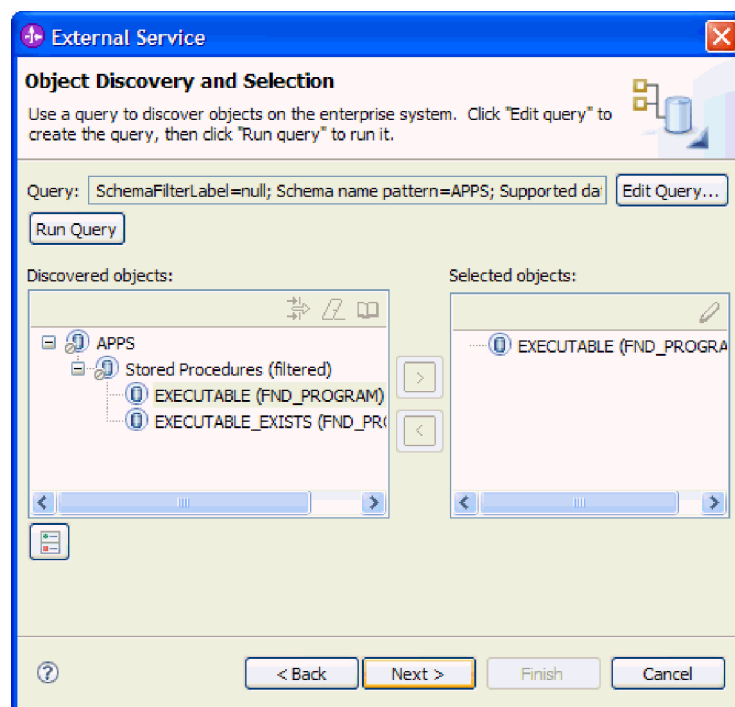 External Service
Object Discovery and Selection
Use a query to discover objects on the enterprise system. Click "Edit query" to
create the query, then click "Run query" to run it.
Query: SchemaFilterLabel=null; Schema name pattern=APPS; Supported da Edit Query...
Run Query
Discovered objects: Selected objects:
APPS
Stored Procedures (filtered)
EXECUTABLE (FND_PROGRAM)
EXECUTABLE_EXISTS (FND_PR(
EXECUTABLE (FND_PROGRA
>
<
? < Back Next > Finish Cancel